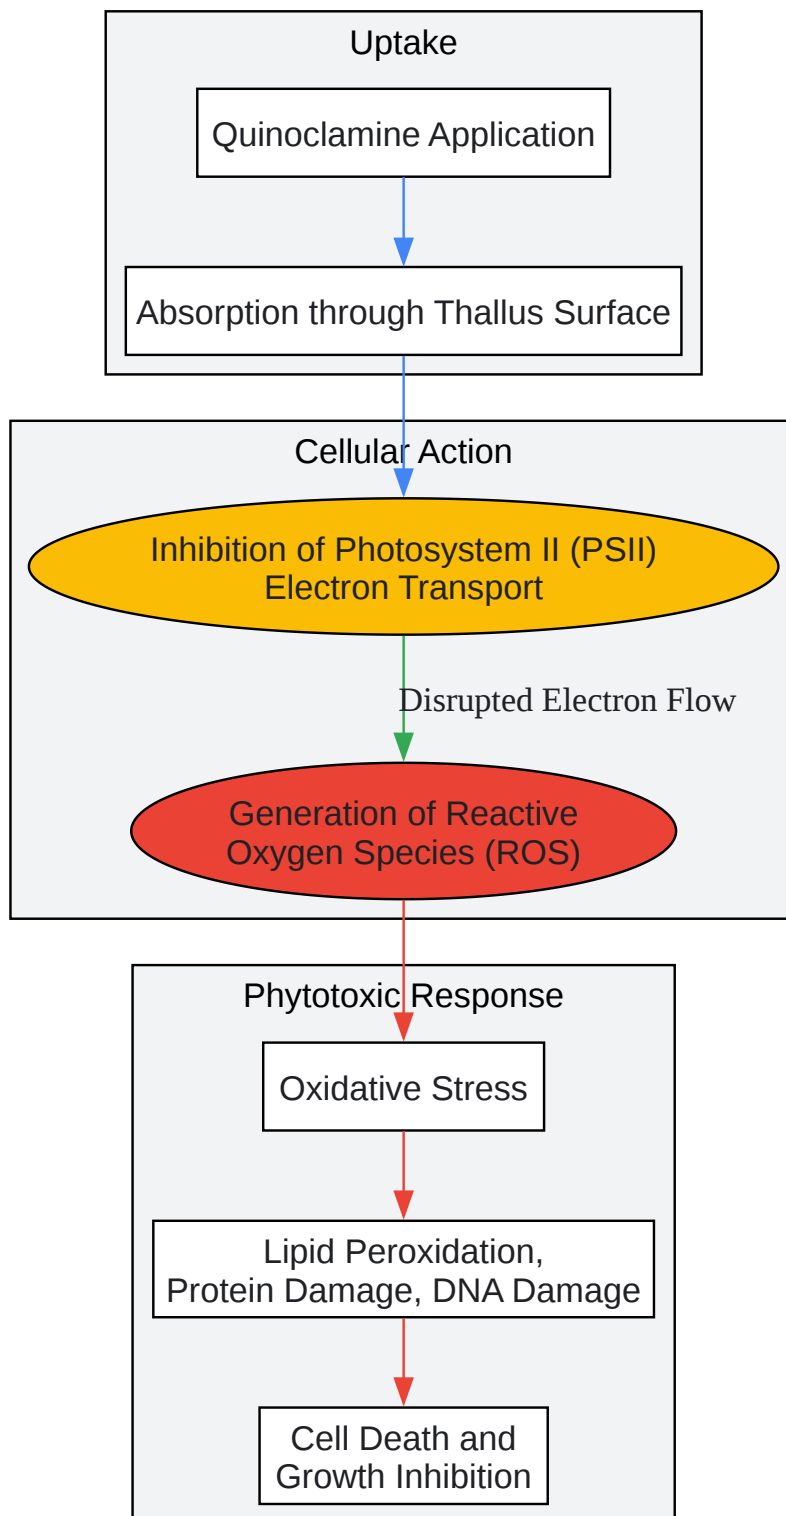 Uptake
Quinoclamine Application
Absorption through Thallus Surface
Cellular Action
Inhibition of Photosystem II (PSII)
Electron Transport
Disrupted Electron Flow
Generation of Reactive
Oxygen Species (ROS)
Phytotoxic Response
Oxidative Stress
Lipid Peroxidation,
Protein Damage, DNA Damage
Cell Death and
Growth Inhibition